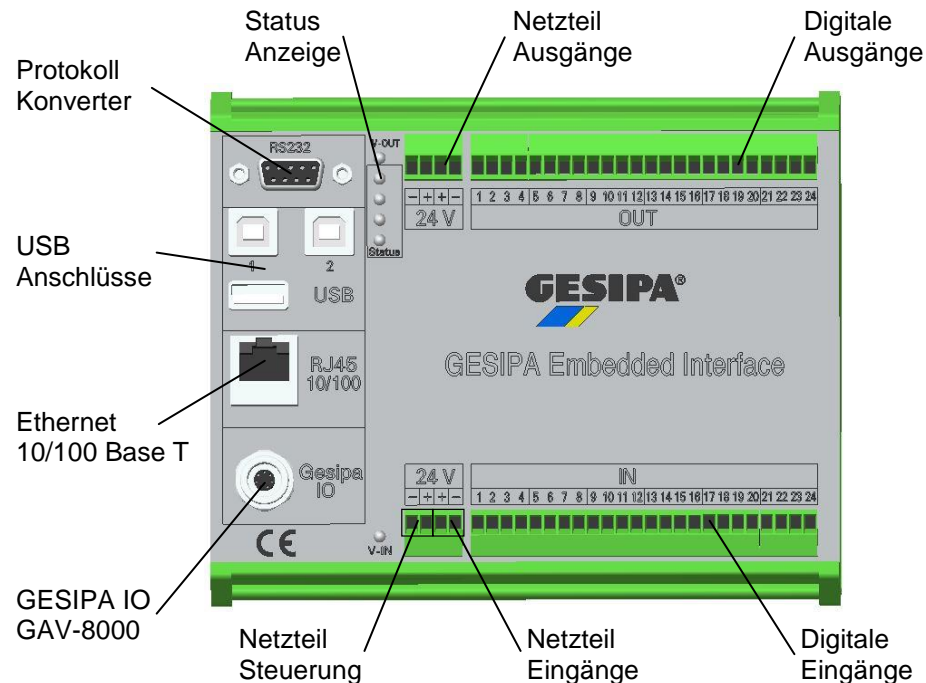 Status
Anzeige
Netzteil
Ausgänge
Digitale
Ausgänge
Protokoll
Konverter
RS232
V-OUT
- + + -
24 V
1 2 3 4 5 6 7 8 9 10 11 12 13 14 15 16 17 18 19 20 21 22 23 24
OUT
USB
Anschlüsse
1
2
Status
USB
GESIPA®
GESIPA Embedded Interface
RJ45
10/100
Ethernet
10/100 Base T
Gesipa
IO
24 V
- + + -
IN
1 2 3 4 5 6 7 8 9 10 11 12 13 14 15 16 17 18 19 20 21 22 23 24
CE
V-IN
GESIPA IO
GAV-8000
Netzteil
Steuerung
Netzteil
Eingänge
Digitale
Eingänge